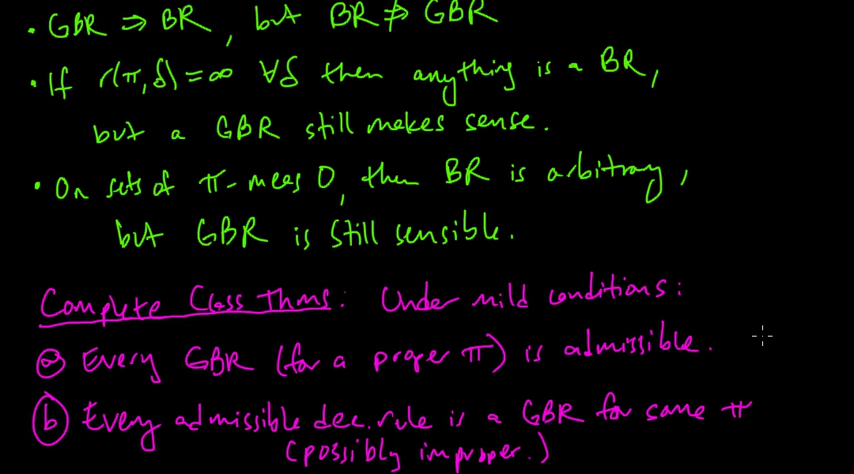 • GBR ⇒ BR, but BR ⇏ GBR
• If r(π, δ) = ∞ ∀δ then anything is a BR,
but a GBR still makes sense.
• On sets of π-meas 0, then BR is arbitrary,
but GBR is still sensible.
Complete Class Thms: Under mild conditions:
ⓐ Every GBR (for a proper π) is admissible.
ⓑ Every admissible dec. rule is a GBR for some π
(possibly improper.)